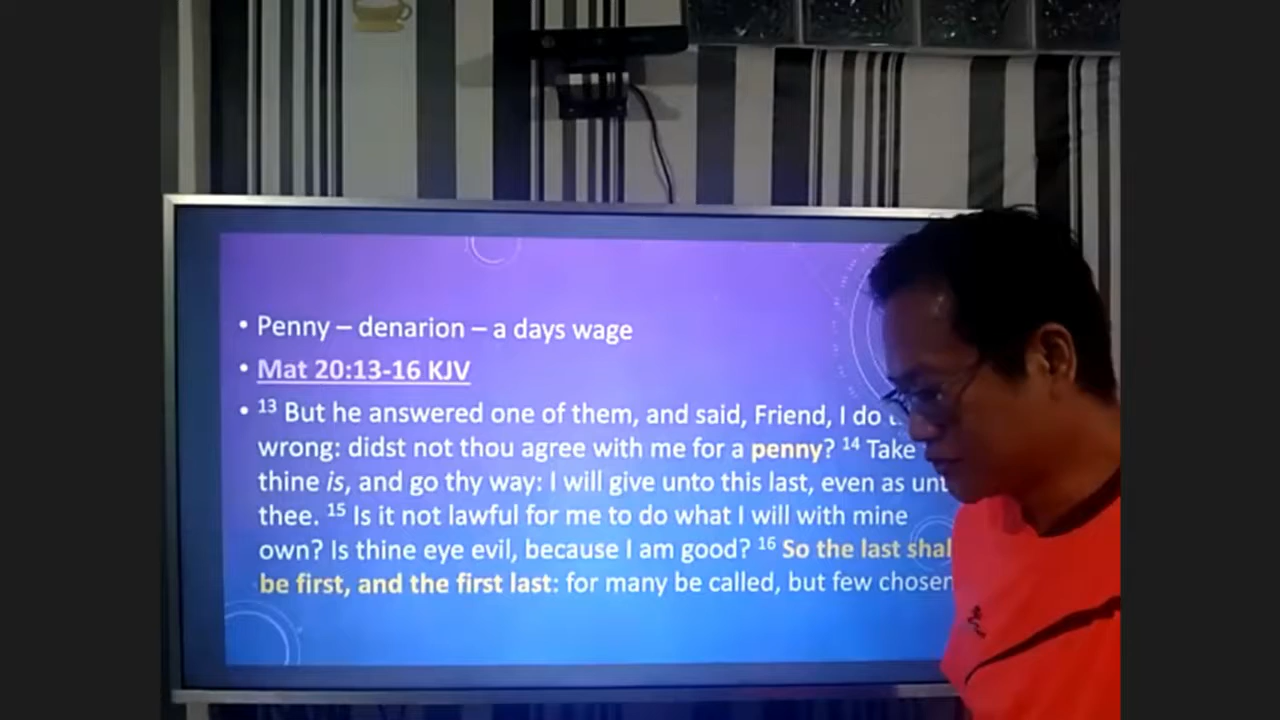 • Penny – denarion – a days wage
• Mat 20:13-16 KJV
• 13 But he answered one of them, and said, Friend, I do
wrong: didst not thou agree with me for a penny? 14 Take
thine is, and go thy way: I will give unto this last, even as
thee. 15 Is it not lawful for me to do what I will with mine
own? Is thine eye evil, because I am good? 16 So the last
be first, and the first last: for many be called, but few chosen